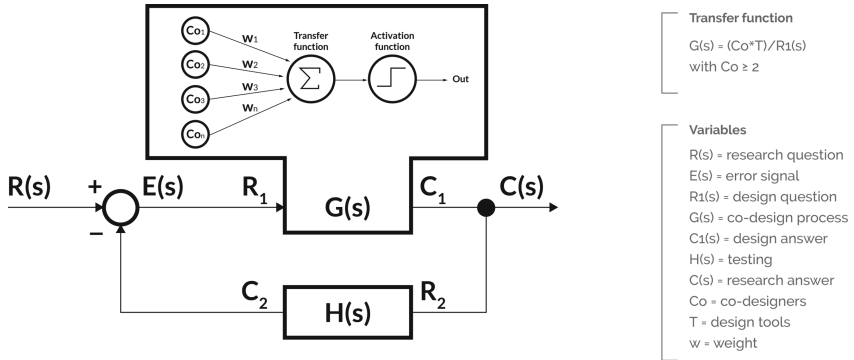 Co1
Co2
Co3
Con
w1
w2
w3
wn
Transfer
function
Σ
Activation
function
Out
R(s)
+
−
E(s)
R1
G(s)
C1
C(s)
C2
H(s)
R2
Transfer function
G(s) = (Co*T)/R1(s)
with Co ≥ 2
Variables
R(s) = research question
E(s) = error signal
R1(s) = design question
G(s) = co-design process
C1(s) = design answer
H(s) = testing
C(s) = research answer
Co = co-designers
T = design tools
w = weight